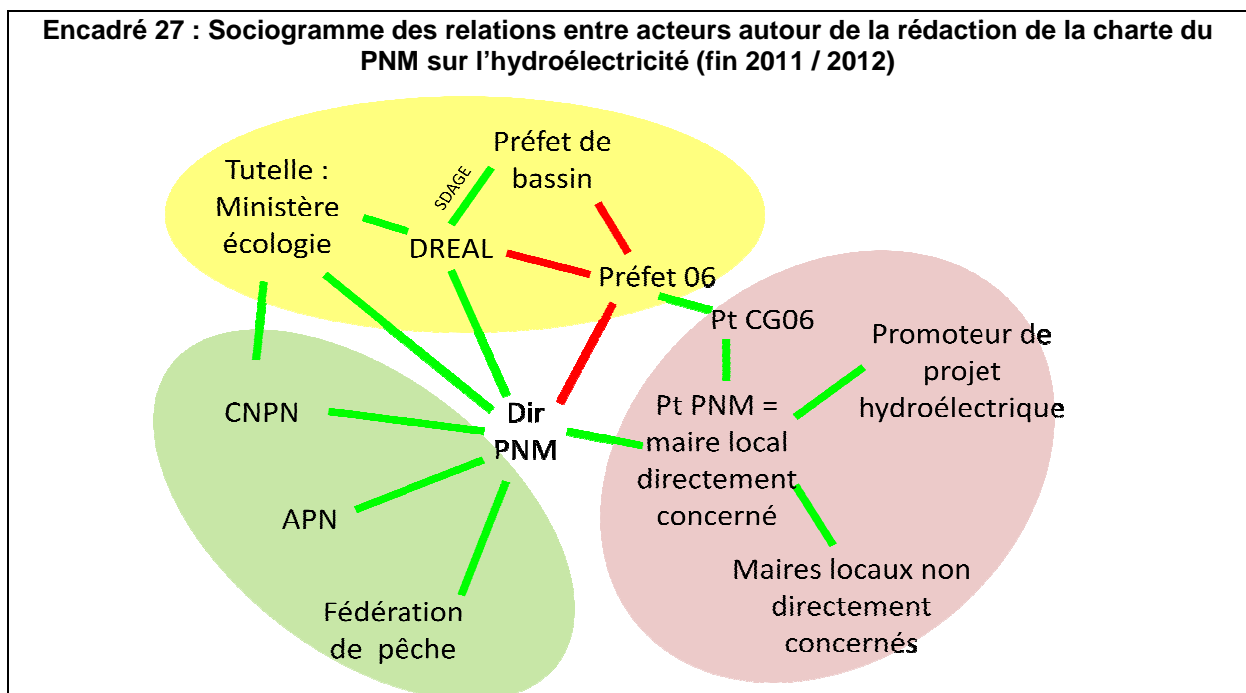 Encadré 27 : Sociogramme des relations entre acteurs autour de la rédaction de la charte du
PNM sur l’hydroélectricité (fin 2011 / 2012)
Tutelle :
Ministère
écologie
SDAGE
Préfet de
bassin
DREAL
Préfet 06
Pt CG06
Promoteur de
projet
hydroélectrique
CNPN
Dir
PNM
Pt PNM =
maire local
directement
concerné
APN
Fédération
de pêche
Maires locaux non
directement
concernés